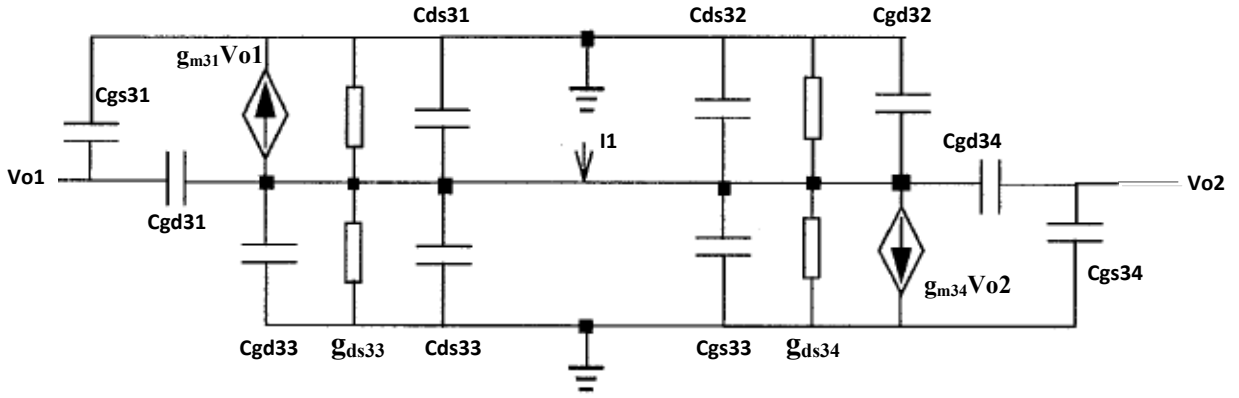 Cds31
Cds32
Cgd32
gm31Vo1
Cgs31
I1
Cgd34
Vo1
Vo2
Cgd31
Cgs34
gm34Vo2
Cgd33
gds33
Cds33
Cgs33
gds34